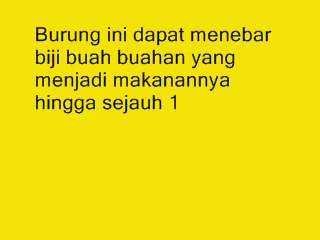 Burung ini dapat menebar
biji buah buahan yang
menjadi makanannya
hingga sejauh 1